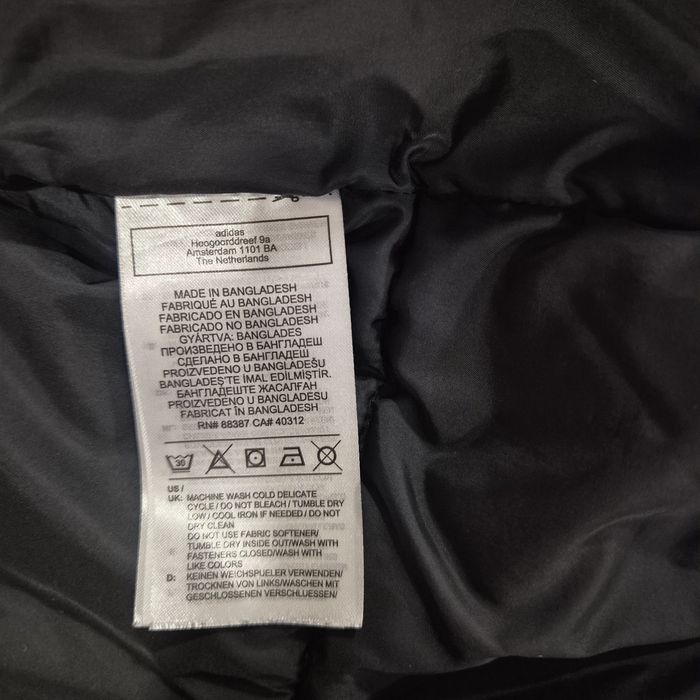 adidas
Hoogoorddreef 9a
Amsterdam 1101 BA
The Netherlands
MADE IN BANGLADESH
FABRIQUÉ AU BANGLADESH
FABRICADO EN BANGLADESH
FABRICADO NO BANGLADESH
GYÁRTVA: BANGLADES
ПРОИЗВЕДЕНО В БАНГЛАДЕШ
СДЕЛАНО В БАНГЛАДЕШ
PROIZVEDENO U BANGLADEŠU
BANGLADEŞ'TE İMAL EDİLMİŞTİR.
БАНГЛАДЕШТЕ ЖАСАЛҒАН
PROIZVEDENO U BANGLADESU
FABRICAT ÎN BANGLADESH
RN# 88387 CA# 40312
30
US /
UK: MACHINE WASH COLD DELICATE
CYCLE / DO NOT BLEACH / TUMBLE DRY
LOW / COOL IRON IF NEEDED / DO NOT
DRY CLEAN
DO NOT USE FABRIC SOFTENER/
TUMBLE DRY INSIDE OUT/WASH WITH
FASTENERS CLOSED/WASH WITH
LIKE COLORS
D: KEINEN WEICHSPUELER VERWENDEN/
TROCKNEN VON LINKS/WASCHEN MIT
GESCHLOSSENEN VERSCHLUESSEN/